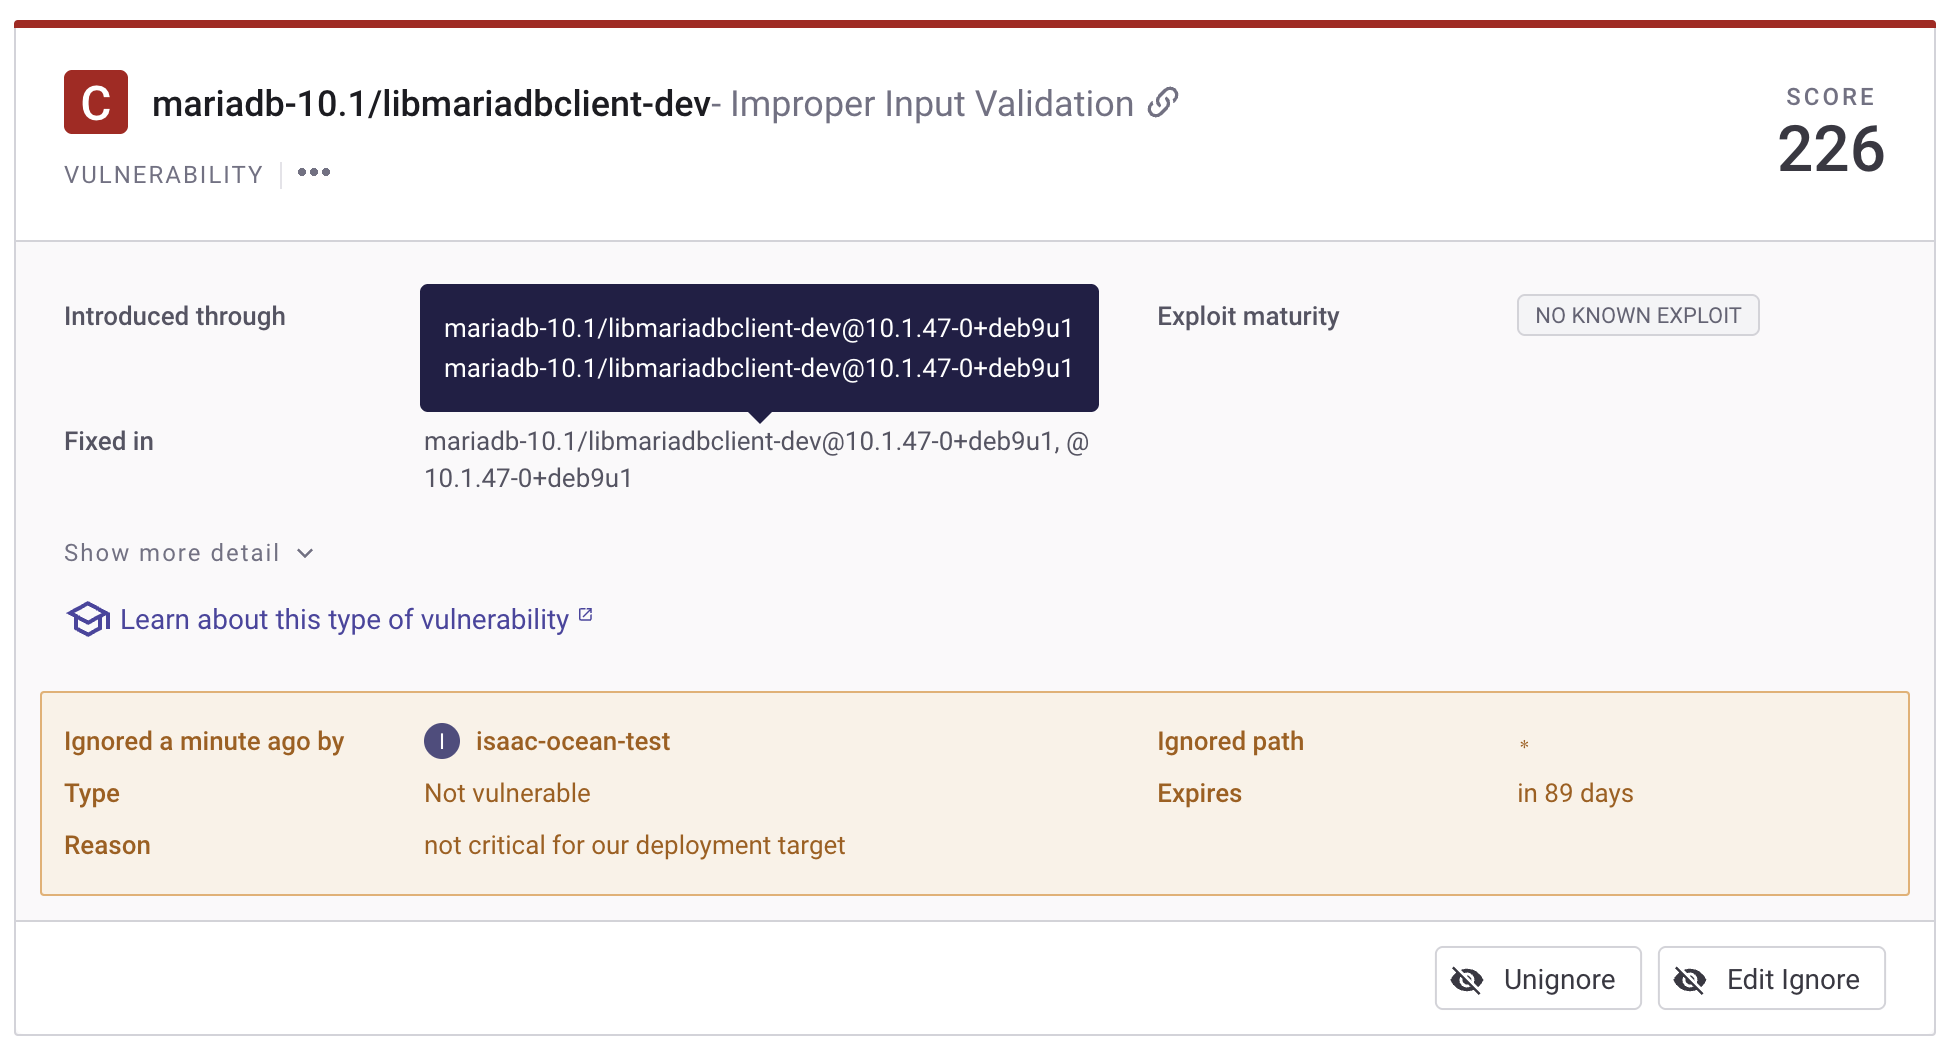 C mariadb-10.1/libmariadbclient-dev- Improper Input Validation
VULNERABILITY
SCORE
226
Introduced through
mariadb-10.1/libmariadbclient-dev@10.1.47-0+deb9u1
mariadb-10.1/libmariadbclient-dev@10.1.47-0+deb9u1
Exploit maturity NO KNOWN EXPLOIT
Fixed in mariadb-10.1/libmariadbclient-dev@10.1.47-0+deb9u1, @
10.1.47-0+deb9u1
Show more detail
Learn about this type of vulnerability
Ignored a minute ago by I isaac-ocean-test Ignored path *
Type Not vulnerable Expires in 89 days
Reason not critical for our deployment target
Unignore Edit Ignore